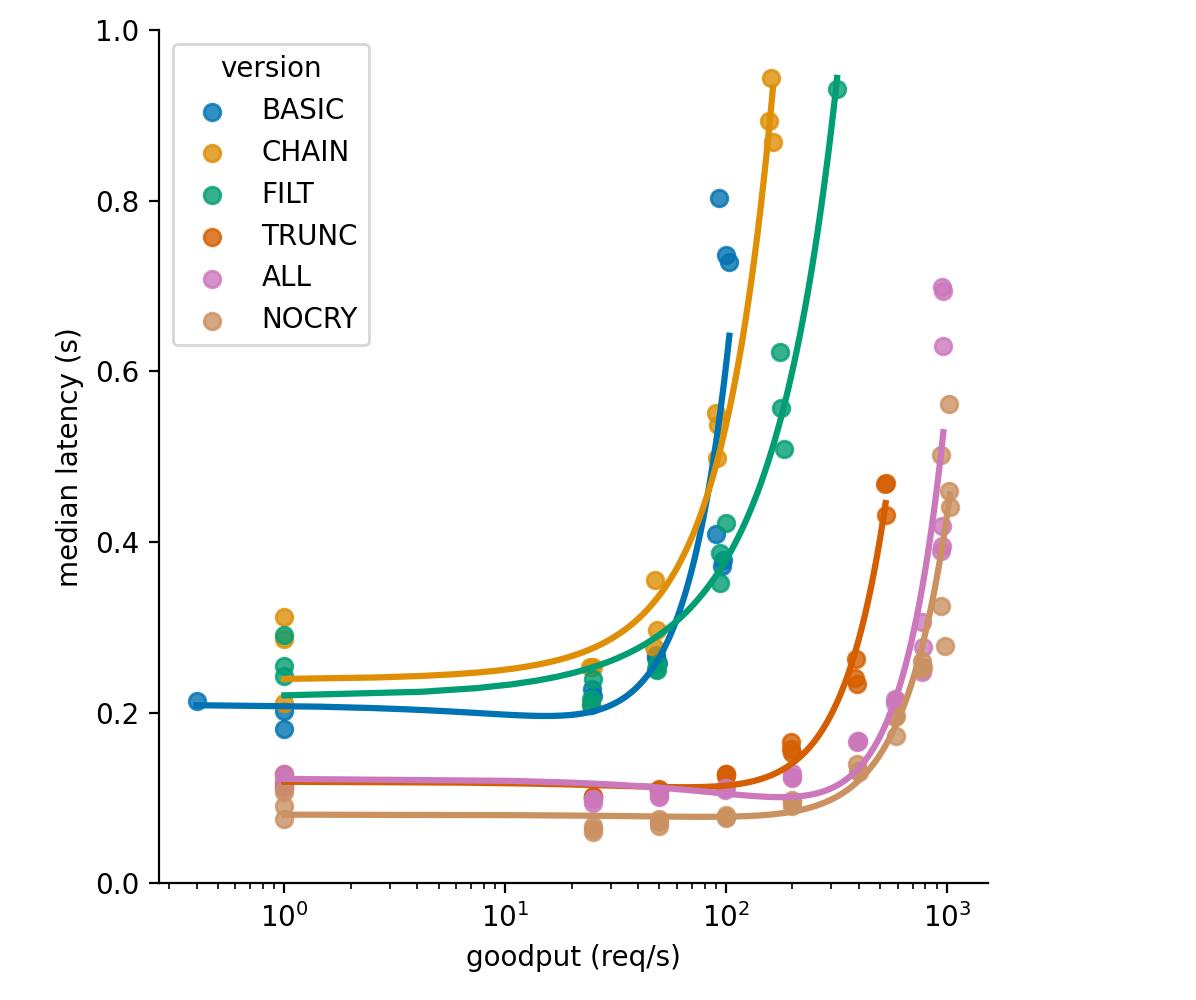 1.0
0.8
0.6
0.4
0.2
0.0
median latency (s)
version
BASIC
CHAIN
FILT
TRUNC
ALL
NOCRY
10⁰ 10¹ 10² 10³
goodput (req/s)